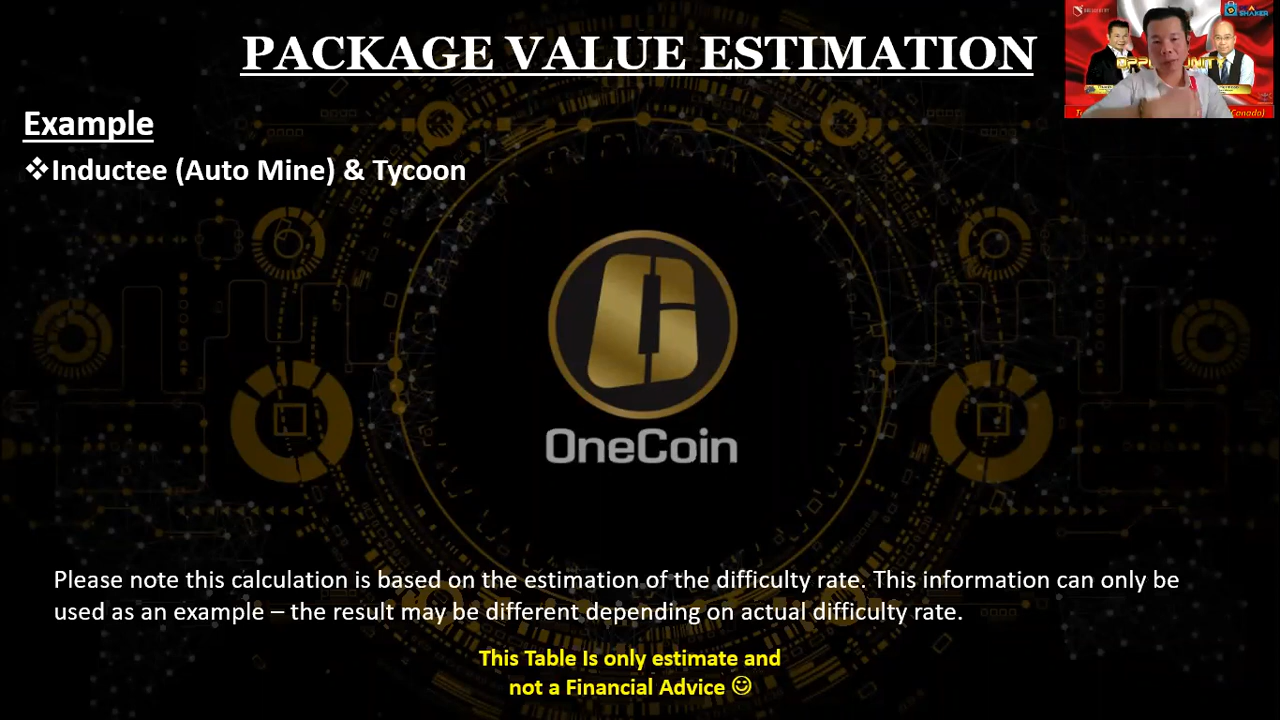 PACKAGE VALUE ESTIMATION
Example
❖Inductee (Auto Mine) & Tycoon
OneCoin
Please note this calculation is based on the estimation of the difficulty rate. This information can only be
used as an example – the result may be different depending on actual difficulty rate.
This Table Is only estimate and
not a Financial Advice ☺
SHAKER
Canada)